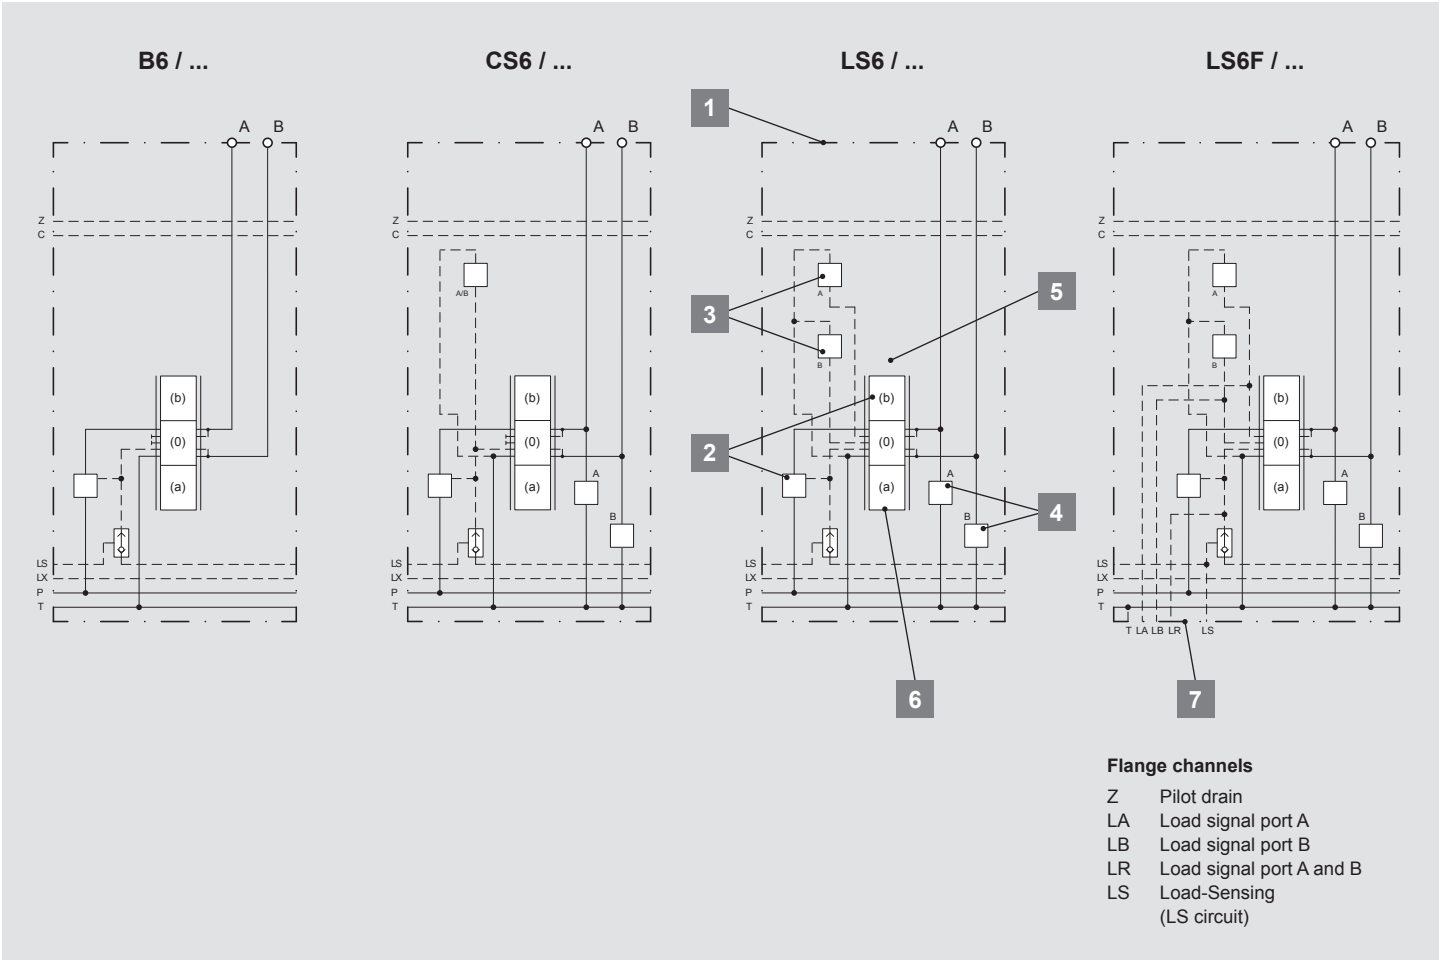 B6 / ...
CS6 / ...
LS6 / ...
LS6F / ...
1
A B
A B
A B
A B
Z
C
Z
C
Z
C
Z
C
A/B
A
B
A
B
3
5
(b)
(0)
(a)
(b)
(0)
(a)
(b)
(0)
(a)
(b)
(0)
(a)
2
A
B
A
B
A
B
4
LS
LX
P
T
LS
LX
P
T
LS
LX
P
T
LS
LX
P
T
T LA LB LR LS
6
7
Flange channels
Z Pilot drain
LA Load signal port A
LB Load signal port B
LR Load signal port A and B
LS Load-Sensing
(LS circuit)